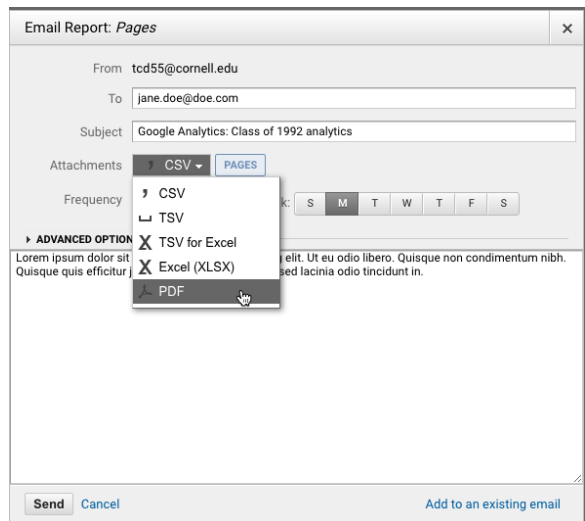 Email Report: Pages ×
From tcd55@cornell.edu
To jane.doe@doe.com
Subject Google Analytics: Class of 1992 analytics
Attachments CSV PAGES
CSV
TSV
TSV for Excel
Excel (XLSX)
PDF
Frequency k: S M T W T F S
ADVANCED OPTION
Lorem ipsum dolor sit elit. Ut eu odio libero. Quisque non condimentum nibh.
Quisque quis efficitur sed lacinia odio tincidunt in.
Send Cancel Add to an existing email